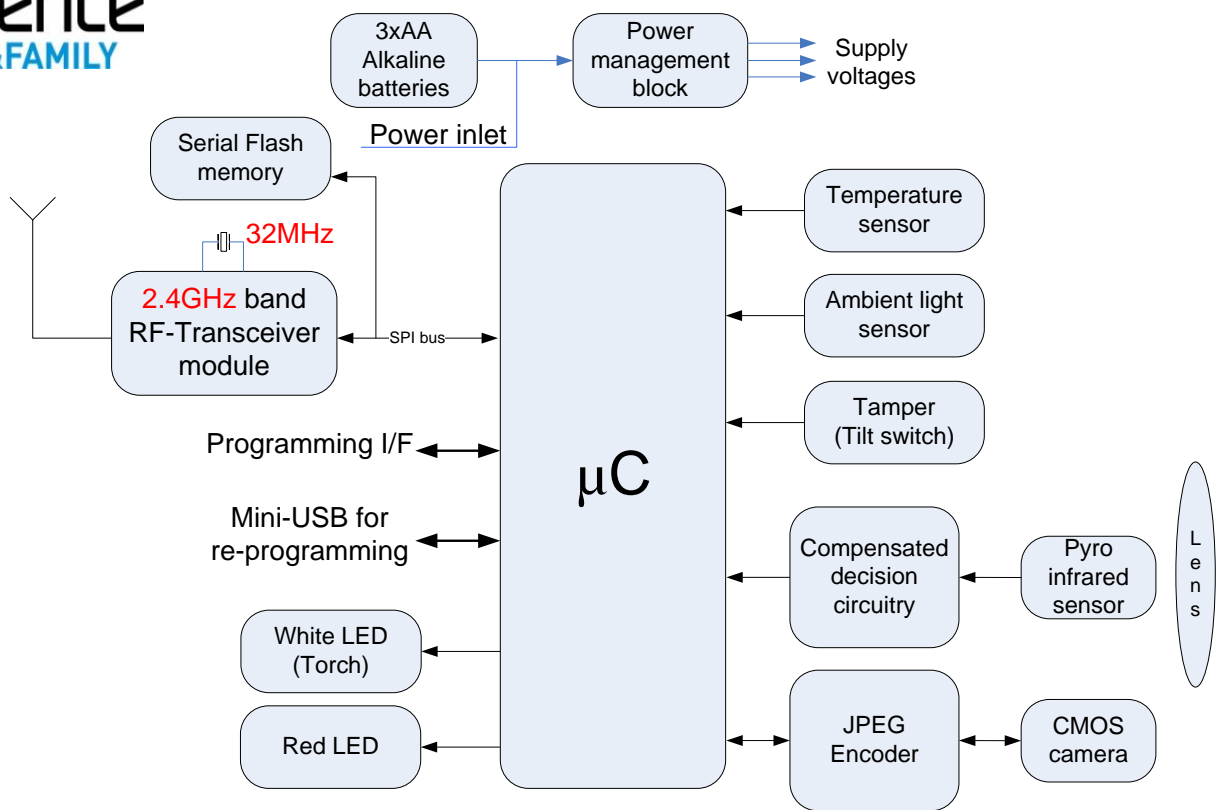 &FAMILY
3xAA
Alkaline
batteries
Power
management
block
Supply
voltages
Power inlet
Serial Flash
memory
32MHz
2.4GHz band
RF-Transceiver
module
SPI bus
Programming I/F
Mini-USB for
re-programming
White LED
(Torch)
Red LED
μC
Temperature
sensor
Ambient light
sensor
Tamper
(Tilt switch)
Compensated
decision
circuitry
Pyro
infrared
sensor
L
e
n
s
JPEG
Encoder
CMOS
camera